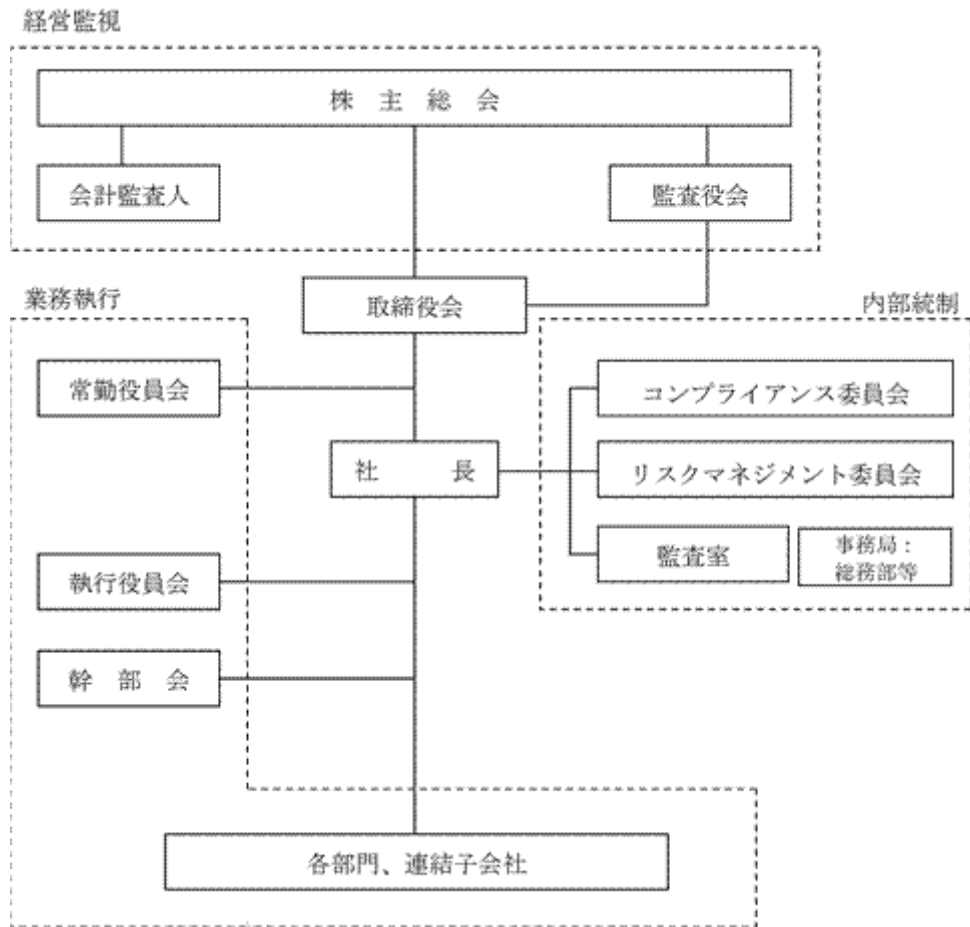 経営監視
株主総会
会計監査人
監査役会
取締役会
業務執行
内部統制
常勤役員会
コンプライアンス委員会
社長
リスクマネジメント委員会
監査室
事務局：
総務部等
執行役員会
幹部会
各部門、連結子会社